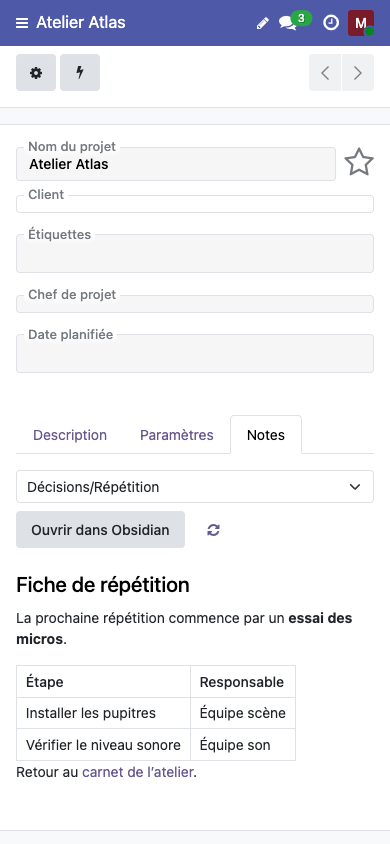 Atelier Atlas
3
M
Nom du projet
Atelier Atlas
Client
Étiquettes
Chef de projet
Date planifiée
Description
Paramètres
Notes
Décisions/Répétition
Ouvrir dans Obsidian
Fiche de répétition
La prochaine répétition commence par un essai des
micros.
Étape Responsable
Installer les pupitres Équipe scène
Vérifier le niveau sonore Équipe son
Retour au carnet de l’atelier.